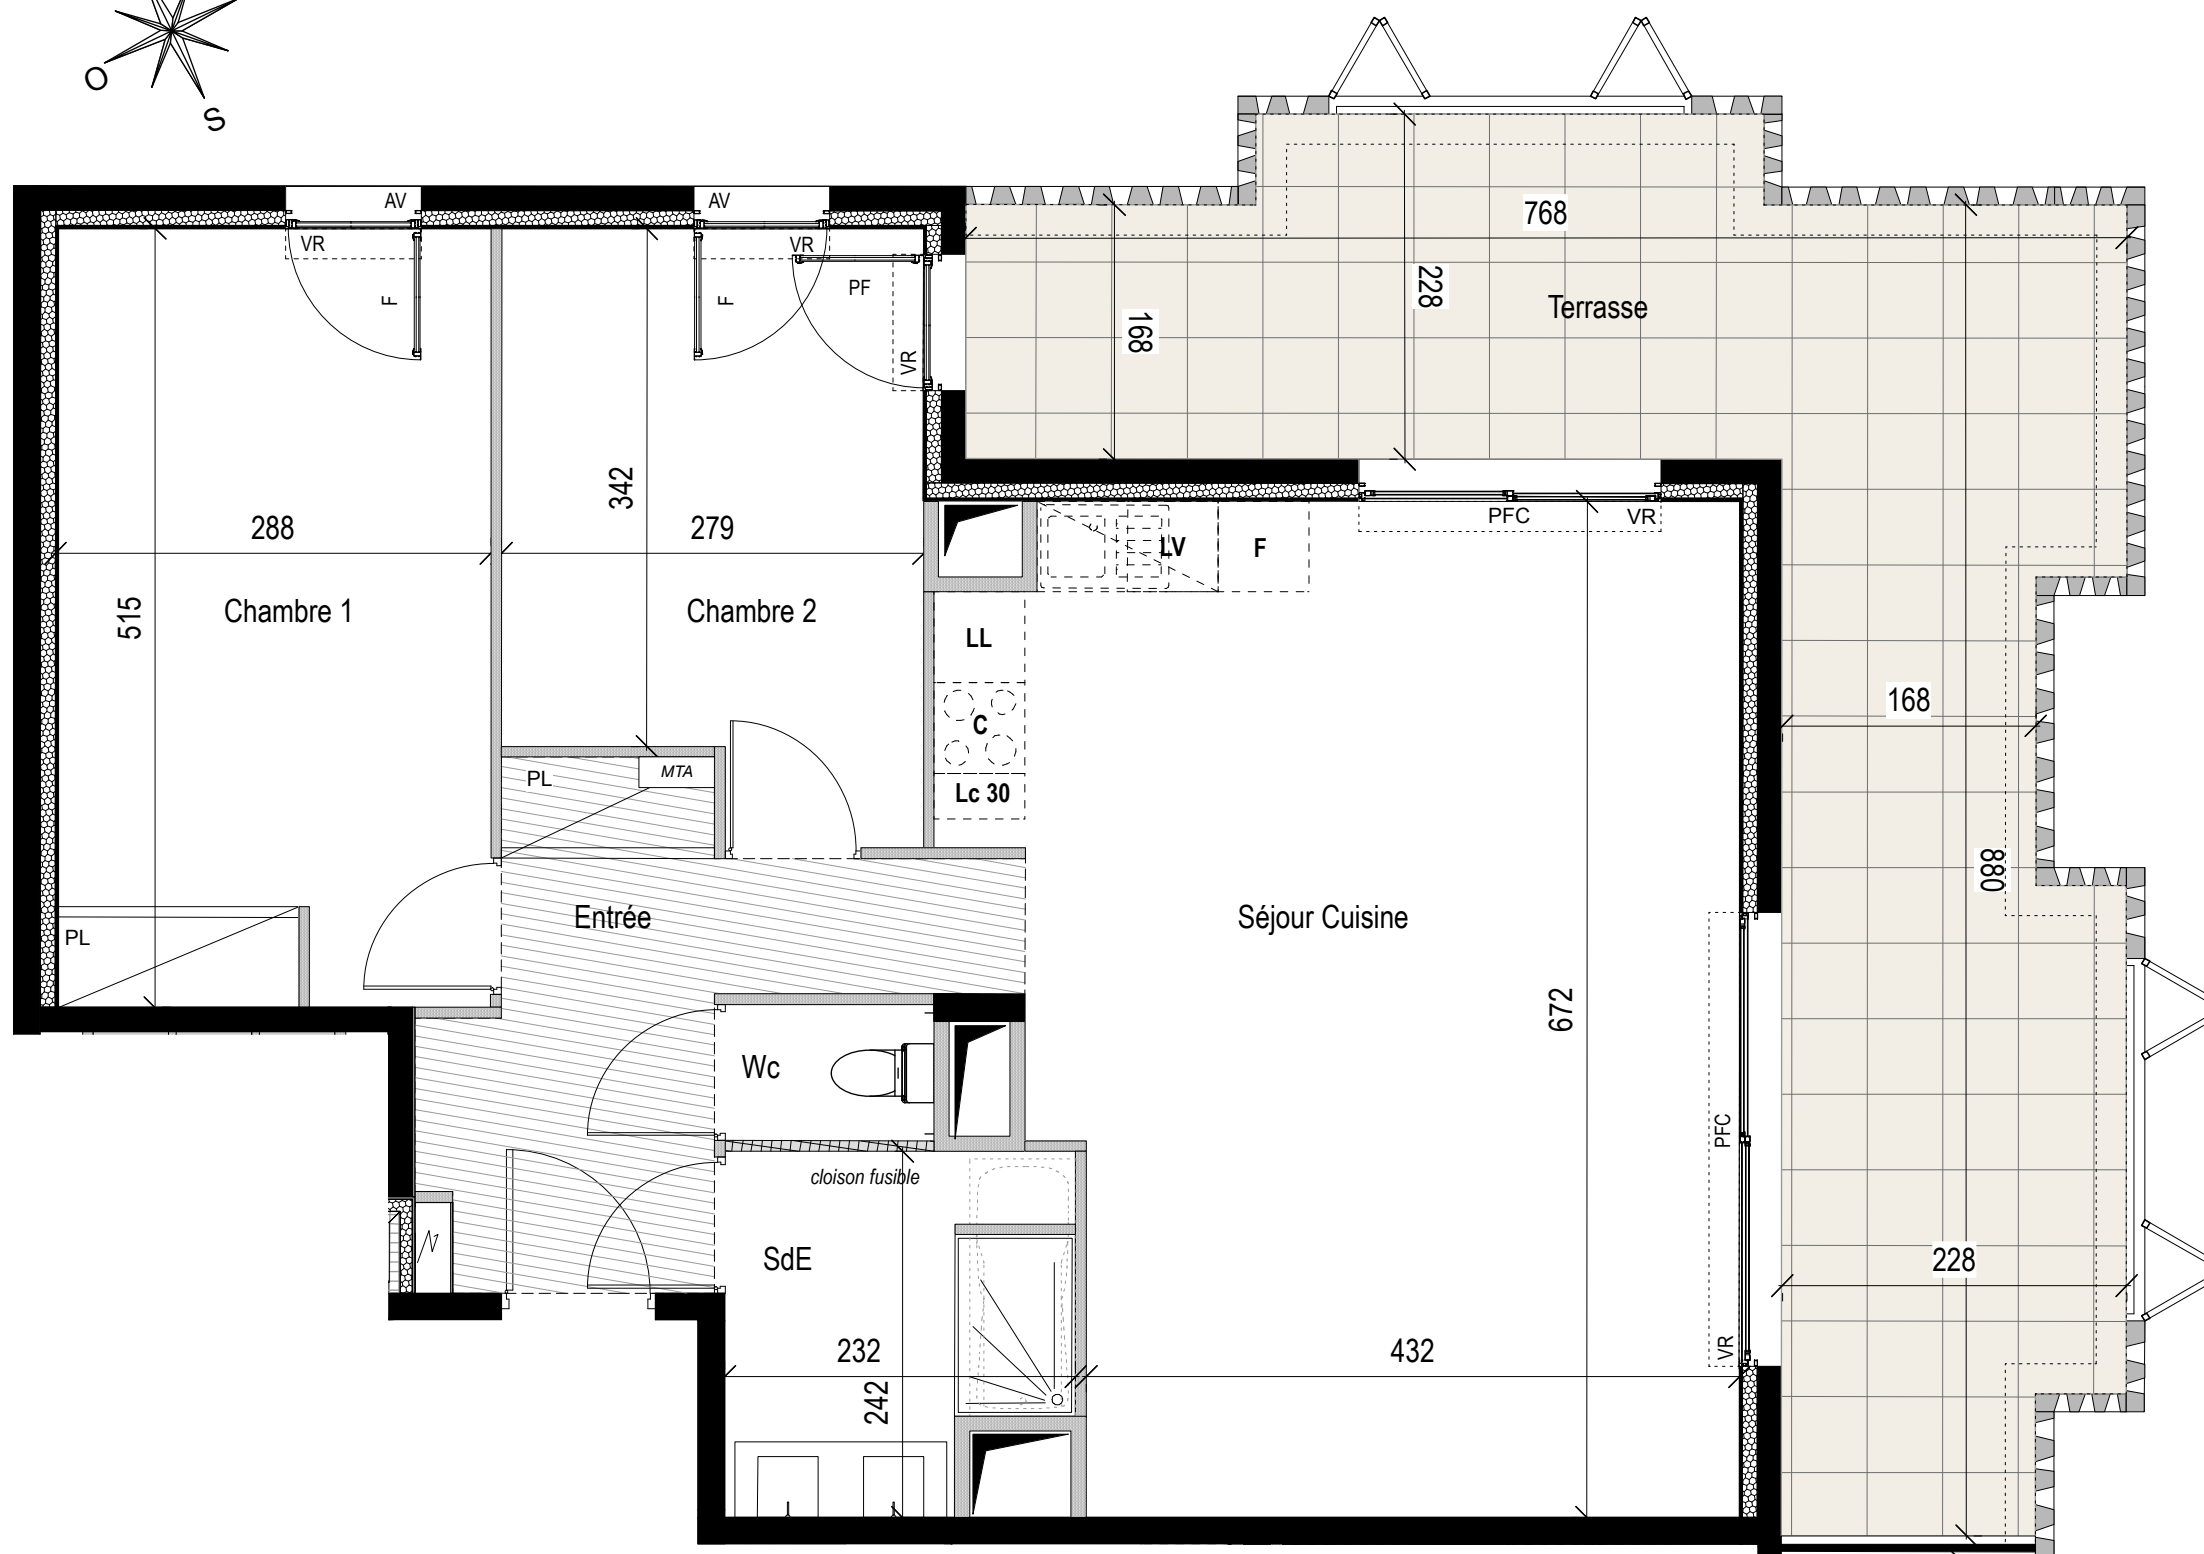 O
S
AV
AV
VR
VR
F
F
PF
VR
768
228
168
Terrasse
342
288
279
515
Chambre 1
Chambre 2
LV
F
PFC
VR
LL
C
Lc 30
168
880
PL
MTA
PL
Entrée
Séjour Cuisine
672
Wc
cloison fusible
PFC
SdE
228
232
432
VR
242